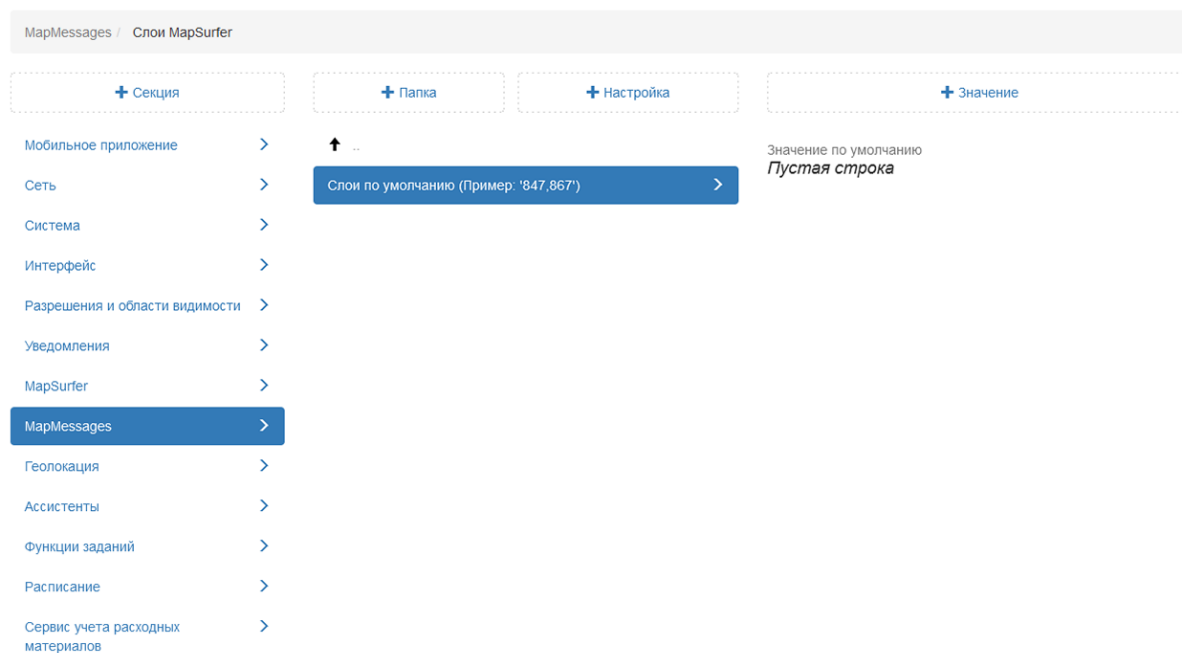 MapMessages / Слои MapSurfer
+ Секция
+ Папка
+ Настройка
+ Значение
Мобильное приложение
Сеть
Система
Интерфейс
Разрешения и области видимости
Уведомления
MapSurfer
MapMessages
Геолокация
Ассистенты
Функции заданий
Расписание
Сервис учета расходных
материалов
..
Слои по умолчанию (Пример: '847,867')
Значение по умолчанию
Пустая строка